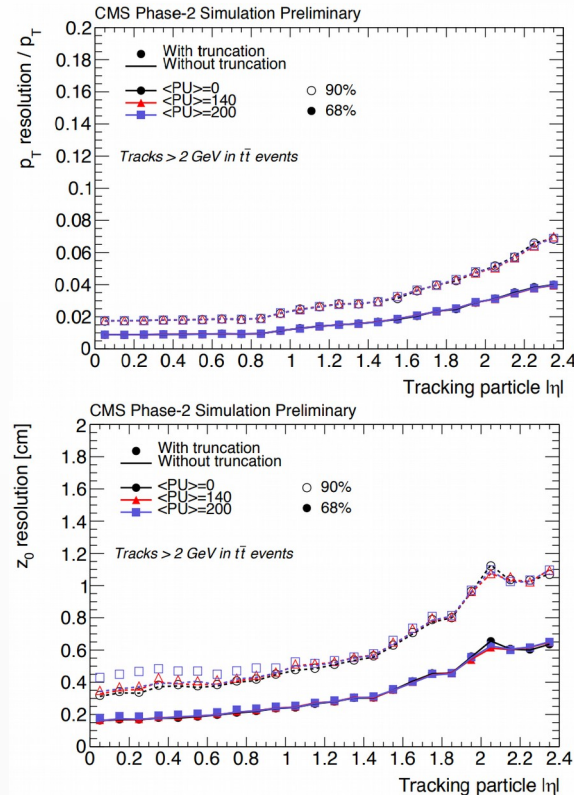 CMS Phase-2 Simulation Preliminary
p_T resolution / p_T
0.2
0.18
0.16
0.14
0.12
0.1
0.08
0.06
0.04
0.02
0
With truncation
Without truncation
<PU>=0
<PU>=140
<PU>=200
90%
68%
Tracks > 2 GeV in tt̅ events
0 0.2 0.4 0.6 0.8 1 1.2 1.4 1.6 1.8 2 2.2 2.4
Tracking particle |η|
CMS Phase-2 Simulation Preliminary
z₀ resolution [cm]
2
1.8
1.6
1.4
1.2
1
0.8
0.6
0.4
0.2
0
With truncation
Without truncation
<PU>=0
<PU>=140
<PU>=200
90%
68%
Tracks > 2 GeV in tt̅ events
0 0.2 0.4 0.6 0.8 1 1.2 1.4 1.6 1.8 2 2.2 2.4
Tracking particle |η|